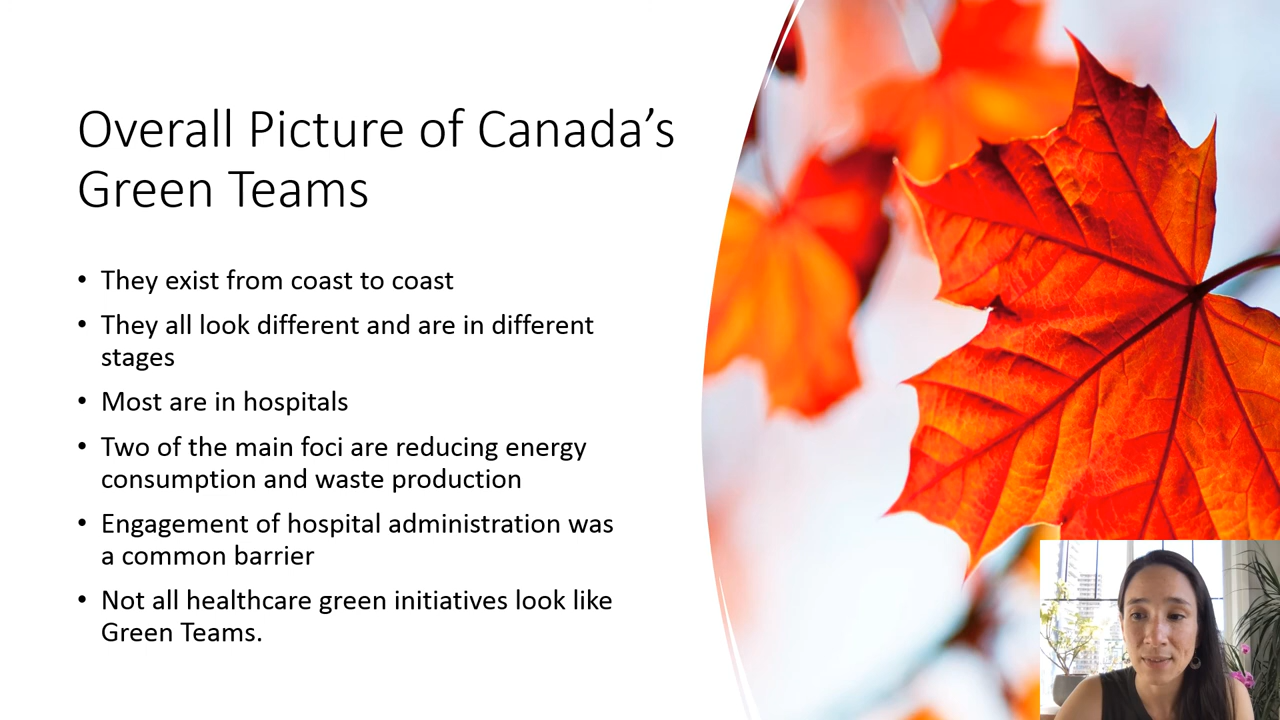 Overall Picture of Canada's
Green Teams
• They exist from coast to coast
• They all look different and are in different
stages
• Most are in hospitals
• Two of the main foci are reducing energy
consumption and waste production
• Engagement of hospital administration was
a common barrier
• Not all healthcare green initiatives look like
Green Teams.